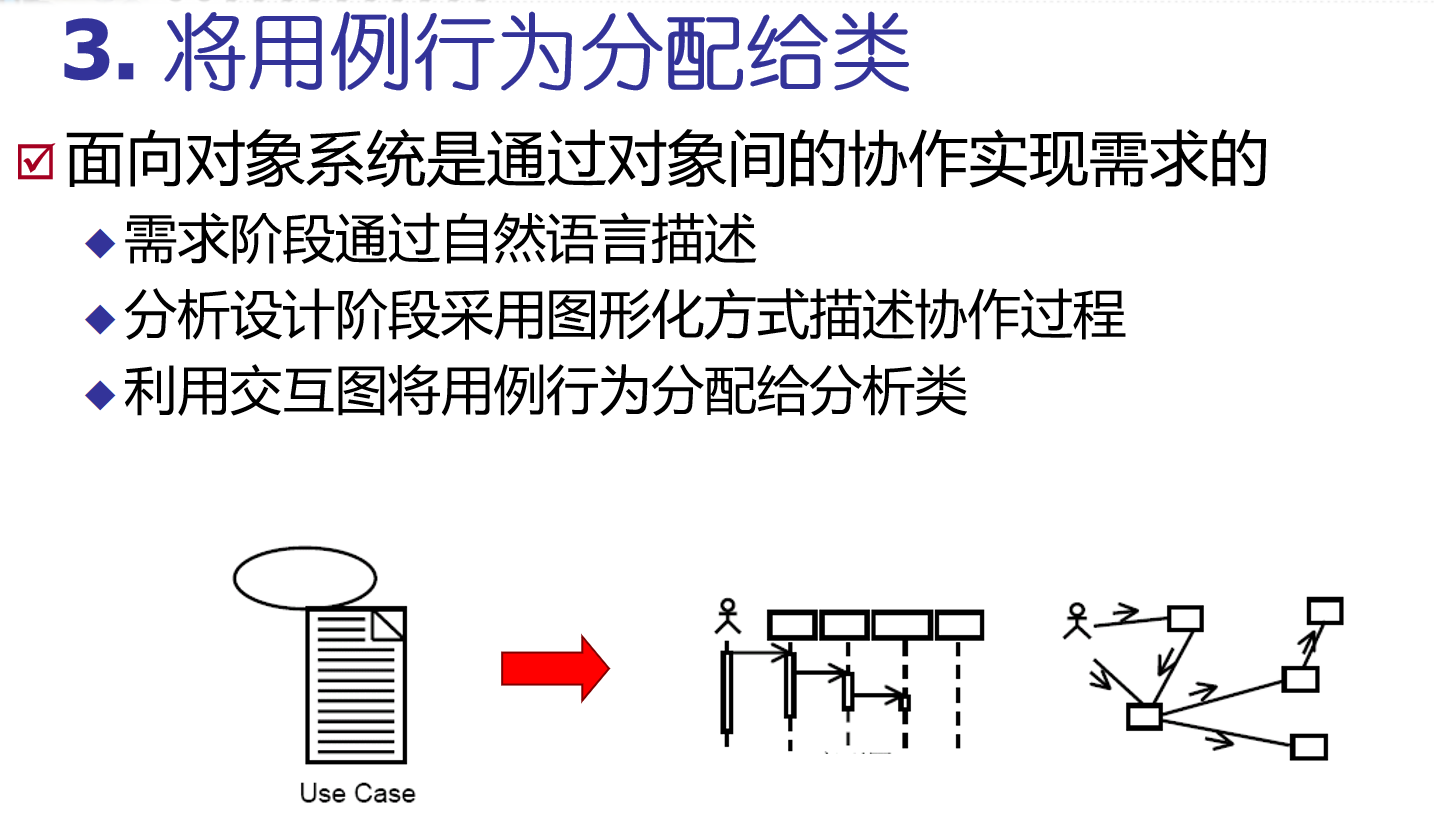 3. 将用例行为分配给类
面向对象系统是通过对象间的协作实现需求的
需求阶段通过自然语言描述
分析设计阶段采用图形化方式描述协作过程
利用交互图将用例行为分配给分析类
Use Case